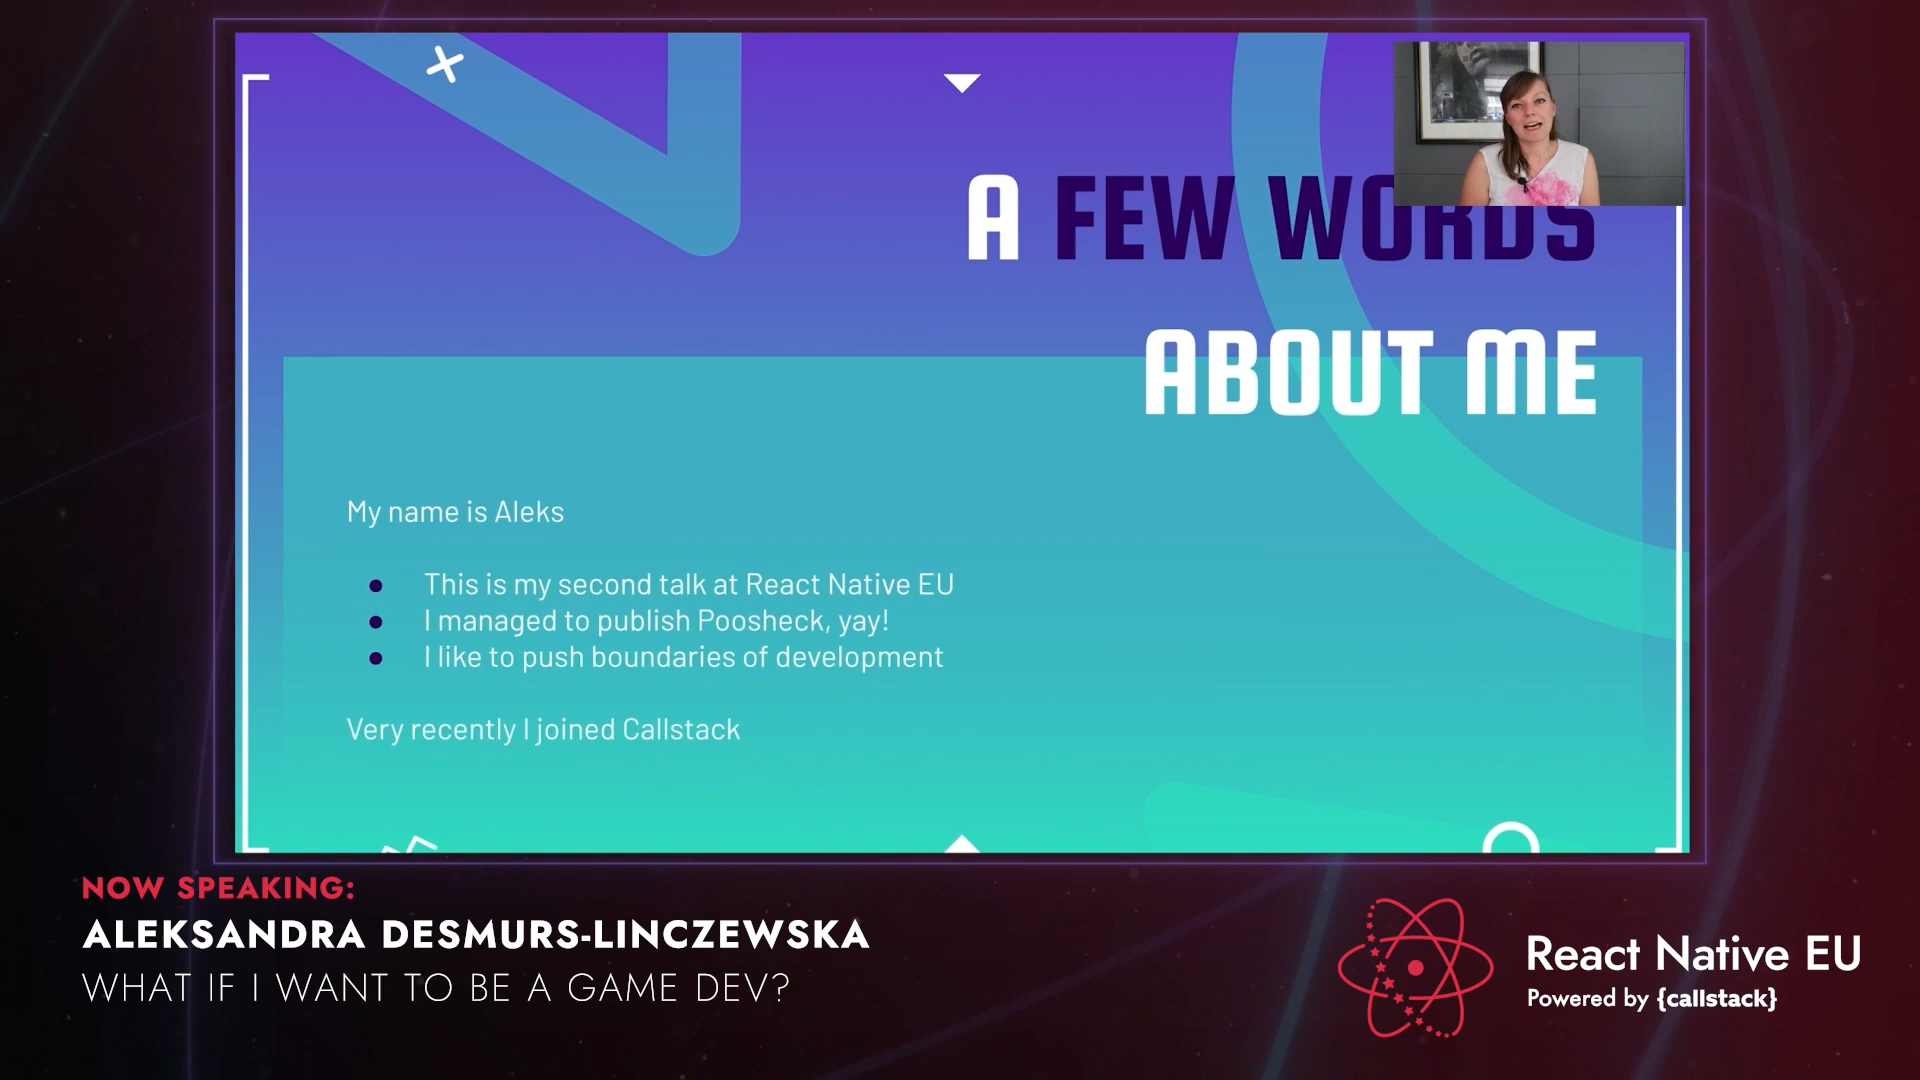 A FEW WORDS
ABOUT ME
My name is Aleks
● This is my second talk at React Native EU
● I managed to publish Poosheck, yay!
● I like to push boundaries of development
Very recently I joined Callstack
NOW SPEAKING:
ALEKSANDRA DESMURS-LINCZEWSKA
WHAT IF I WANT TO BE A GAME DEV?
React Native EU
Powered by {callstack}